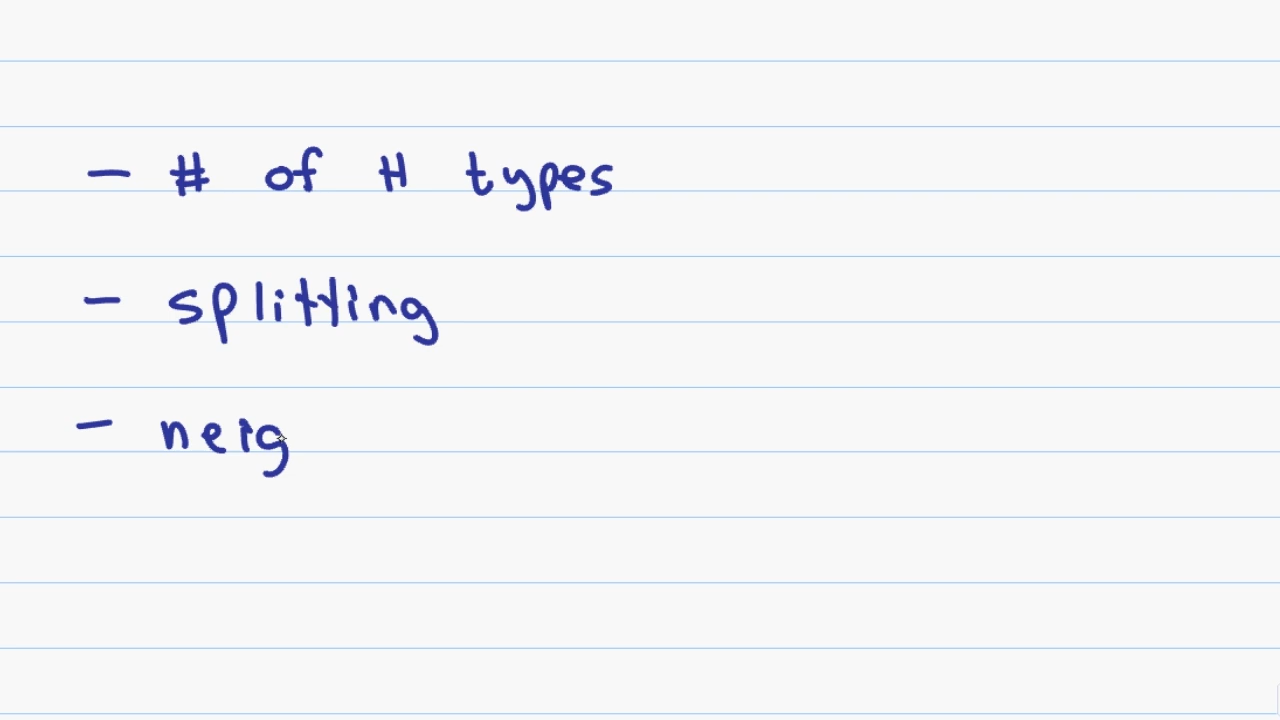 - # of H types
- splitting
- neig